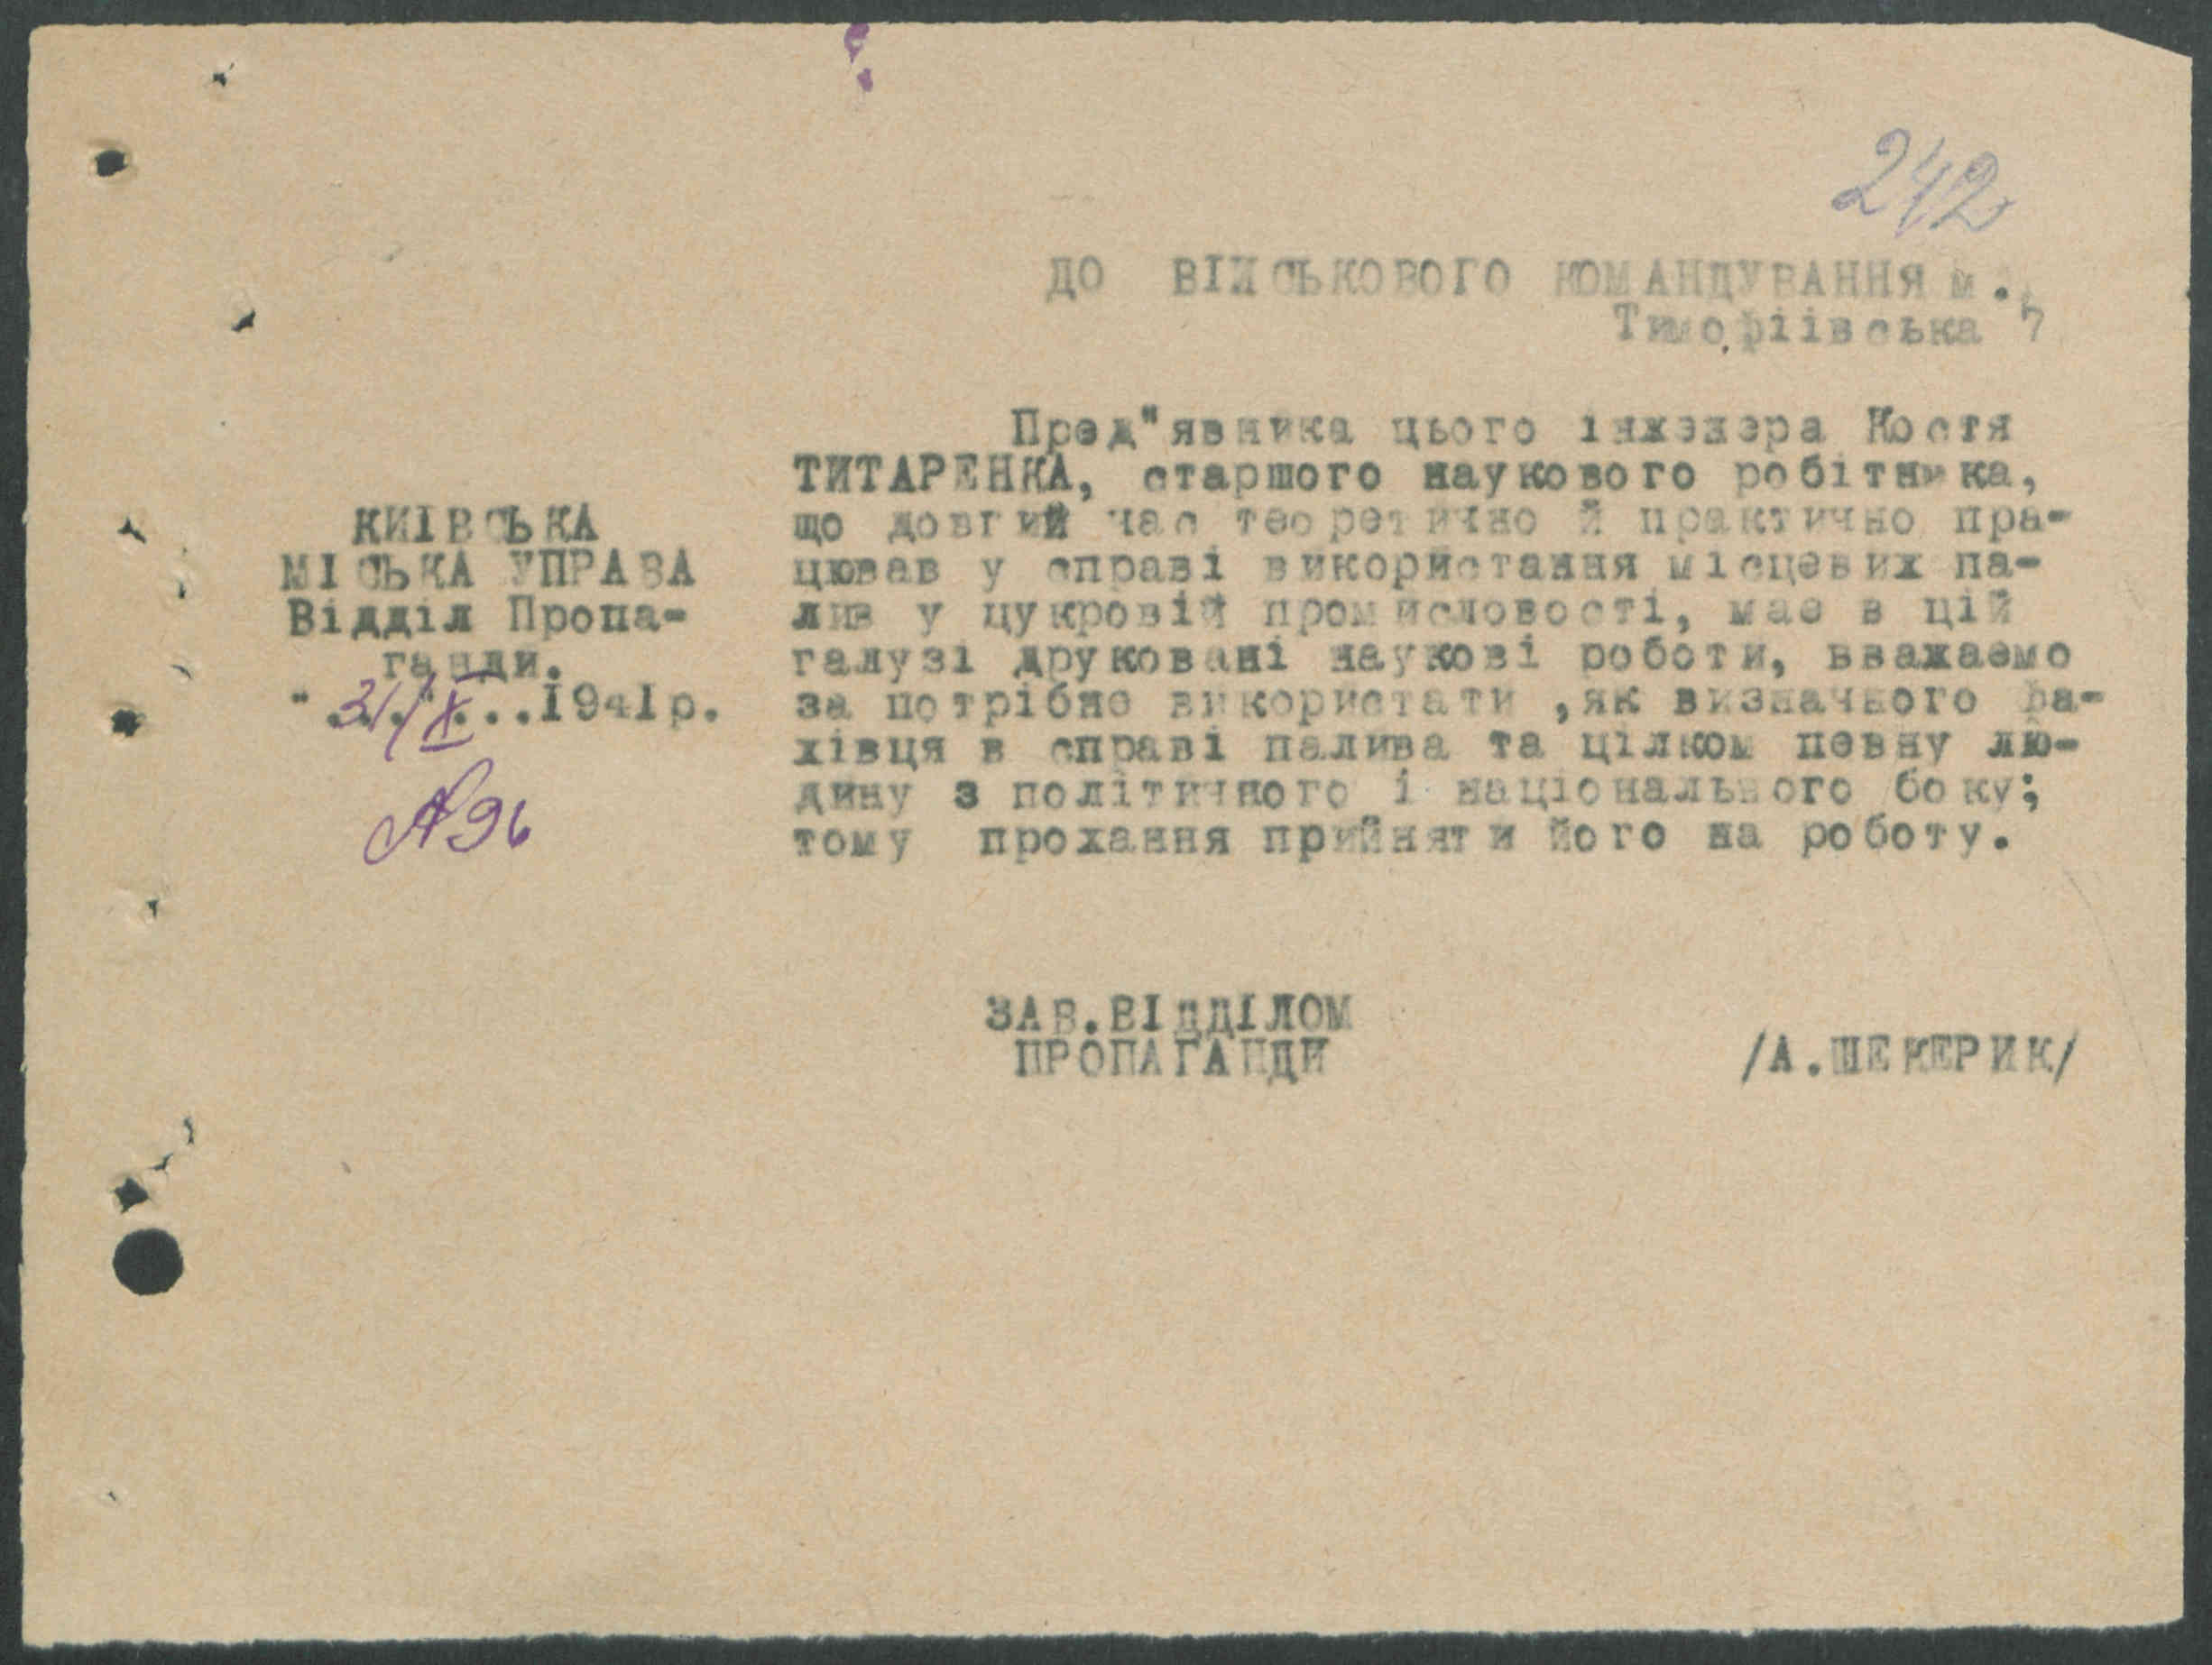 242
ДО ВІЙСЬКОВОГО КОМАНДУВАННЯ м.
Тимофіївська 7
КИІВСЬКА
МІСЬКА УПРАВА
Відділ Пропа-
ганди.
"31/X...1941р.
№96
Пред"явника цього інженера Костя
ТИТАРЕНКА, старшого наукового робітника,
що довгий час теоретично й практично пра-
цював у справі використання місцевих па-
лив у цукровій промисловості, має в цій
галузі друковані наукові роботи, вважаємо
за потрібне використати ,як визначного фа-
хівця в справі палива та цілком певну лю-
дину з політичного і національного боку;
тому прохання прийняти його на роботу.
ЗАВ.ВІДДІЛОМ
ПРОПАГАНДИ
/А.ШЕКЕРИК/